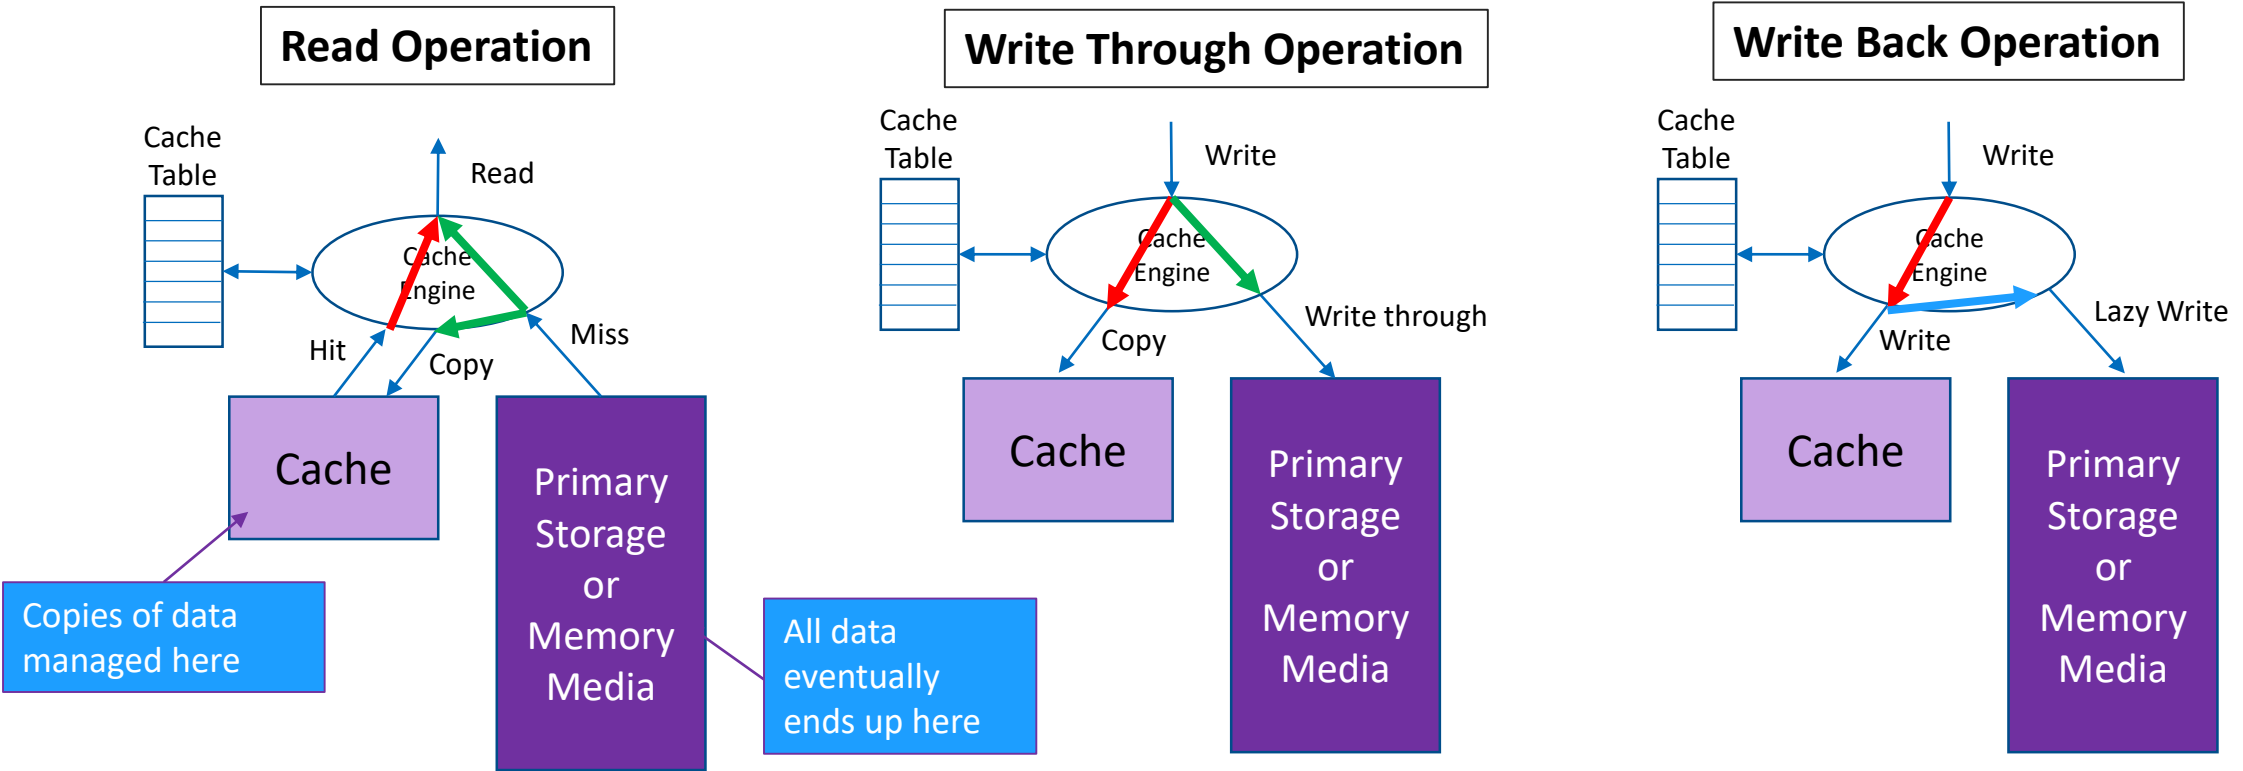 Read Operation
Cache
Table
Read
Cache
Engine
Hit
Copy
Miss
Cache
Primary
Storage
or
Memory
Media
Copies of data
managed here
All data
eventually
ends up here
Write Through Operation
Cache
Table
Write
Cache
Engine
Copy
Write through
Cache
Primary
Storage
or
Memory
Media
Write Back Operation
Cache
Table
Write
Cache
Engine
Write
Lazy Write
Cache
Primary
Storage
or
Memory
Media